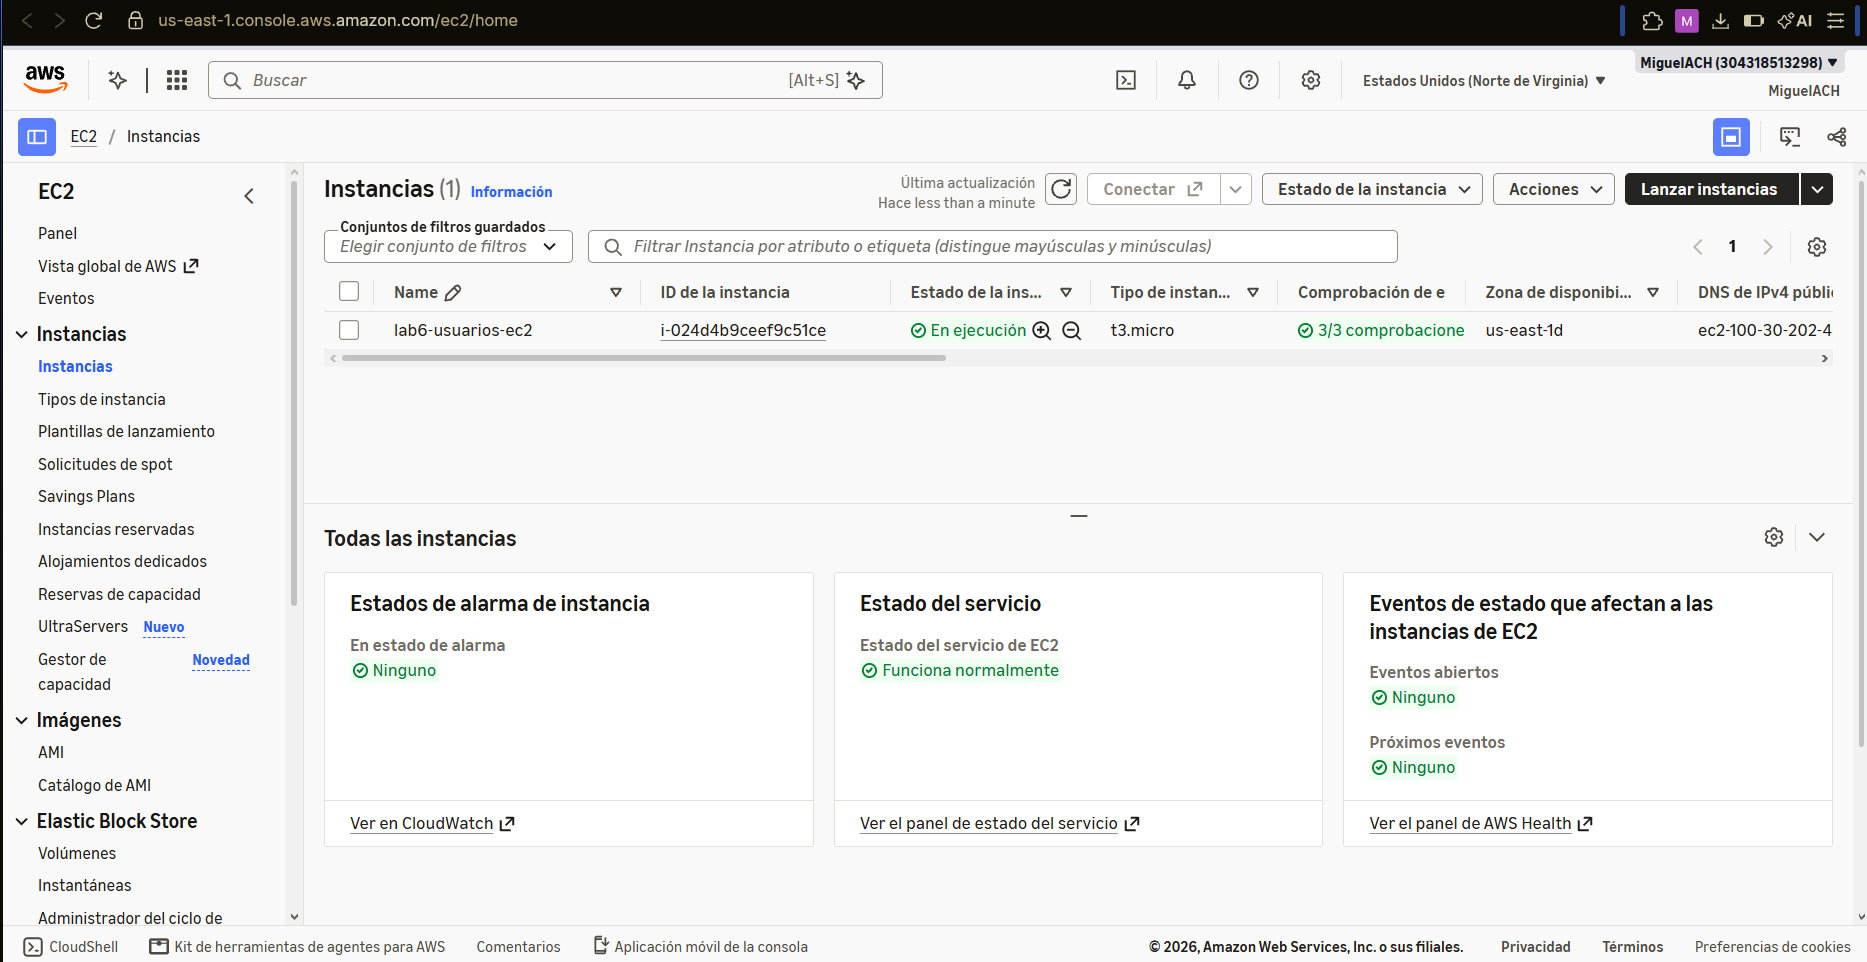 us-east-1.console.aws.amazon.com/ec2/home
M
AI
aws
Buscar
[Alt+S]
Estados Unidos (Norte de Virginia)
MiguelACH (304318513298)
MiguelACH
EC2 / Instancias
EC2
Panel
Vista global de AWS
Eventos
Instancias
Instancias
Tipos de instancia
Plantillas de lanzamiento
Solicitudes de spot
Savings Plans
Instancias reservadas
Alojamientos dedicados
Reservas de capacidad
UltraServers Nuevo
Gestor de capacidad Novedad
Imágenes
AMI
Catálogo de AMI
Elastic Block Store
Volúmenes
Instantáneas
Administrador del ciclo de
Instancias (1) Información
Última actualización
Hace less than a minute
Conectar
Estado de la instancia
Acciones
Lanzar instancias
Conjuntos de filtros guardados
Elegir conjunto de filtros
Filtrar Instancia por atributo o etiqueta (distingue mayúsculas y minúsculas)
1
Name ID de la instancia Estado de la ins... Tipo de instan... Comprobación de e Zona de disponibi... DNS de IPv4 públi
lab6-usuarios-ec2 i-024d4b9ceef9c51ce En ejecución t3.micro 3/3 comprobacione us-east-1d ec2-100-30-202-4
Todas las instancias
Estados de alarma de instancia
En estado de alarma
Ninguno
Ver en CloudWatch
Estado del servicio
Estado del servicio de EC2
Funciona normalmente
Ver el panel de estado del servicio
Eventos de estado que afectan a las
instancias de EC2
Eventos abiertos
Ninguno
Próximos eventos
Ninguno
Ver el panel de AWS Health
CloudShell
Kit de herramientas de agentes para AWS
Comentarios
Aplicación móvil de la consola
© 2026, Amazon Web Services, Inc. o sus filiales.
Privacidad
Términos
Preferencias de cookies